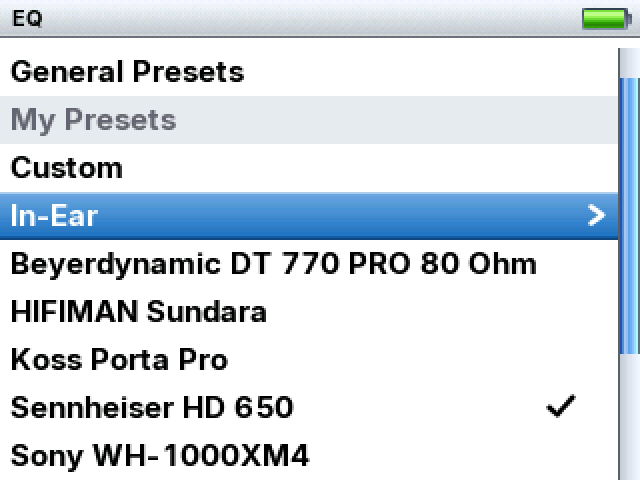 EQ
General Presets
My Presets
Custom
In-Ear
Beyerdynamic DT 770 PRO 80 Ohm
HIFIMAN Sundara
Koss Porta Pro
Sennheiser HD 650
Sony WH-1000XM4